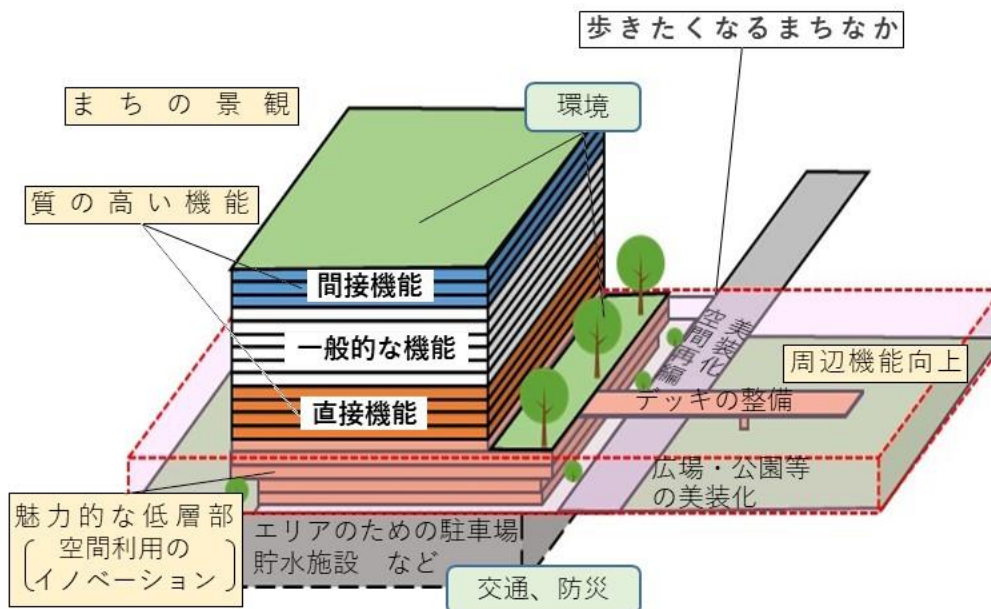 歩きたくなるまちなか
まちの景観
環境
質の高い機能
間接機能
一般的な機能
直接機能
美装化
空間再編
周辺機能向上
デッキの整備
広場・公園等
の美装化
魅力的な低層部
空間利用の
イノベーション
エリアのための駐車場
貯水施設　など
交通、防災